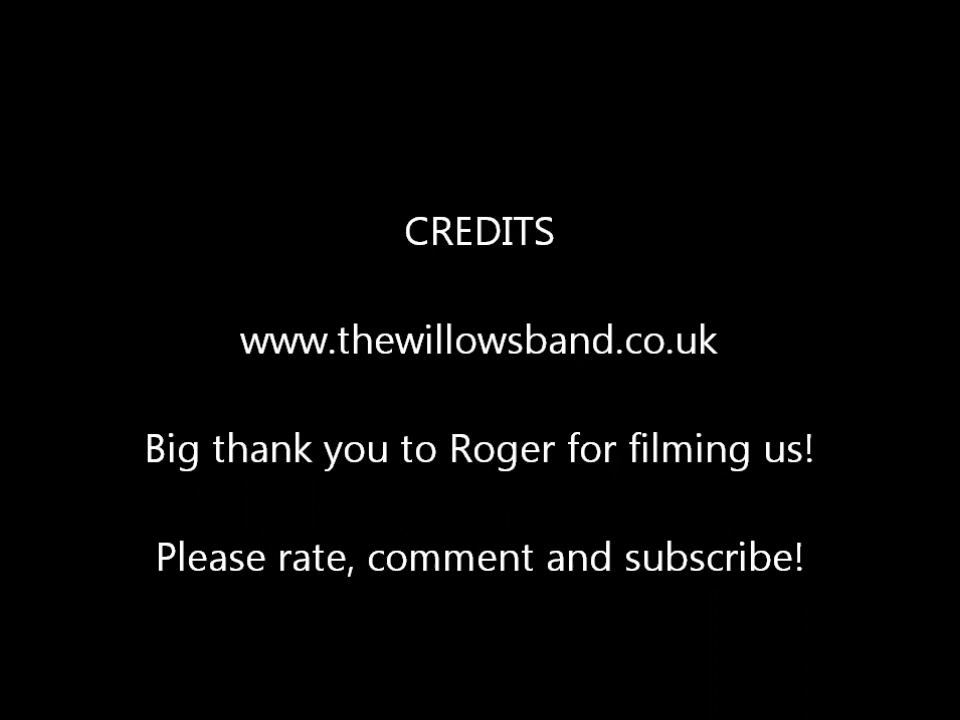 CREDITS
www.thewillowsband.co.uk
Big thank you to Roger for filming us!
Please rate, comment and subscribe!